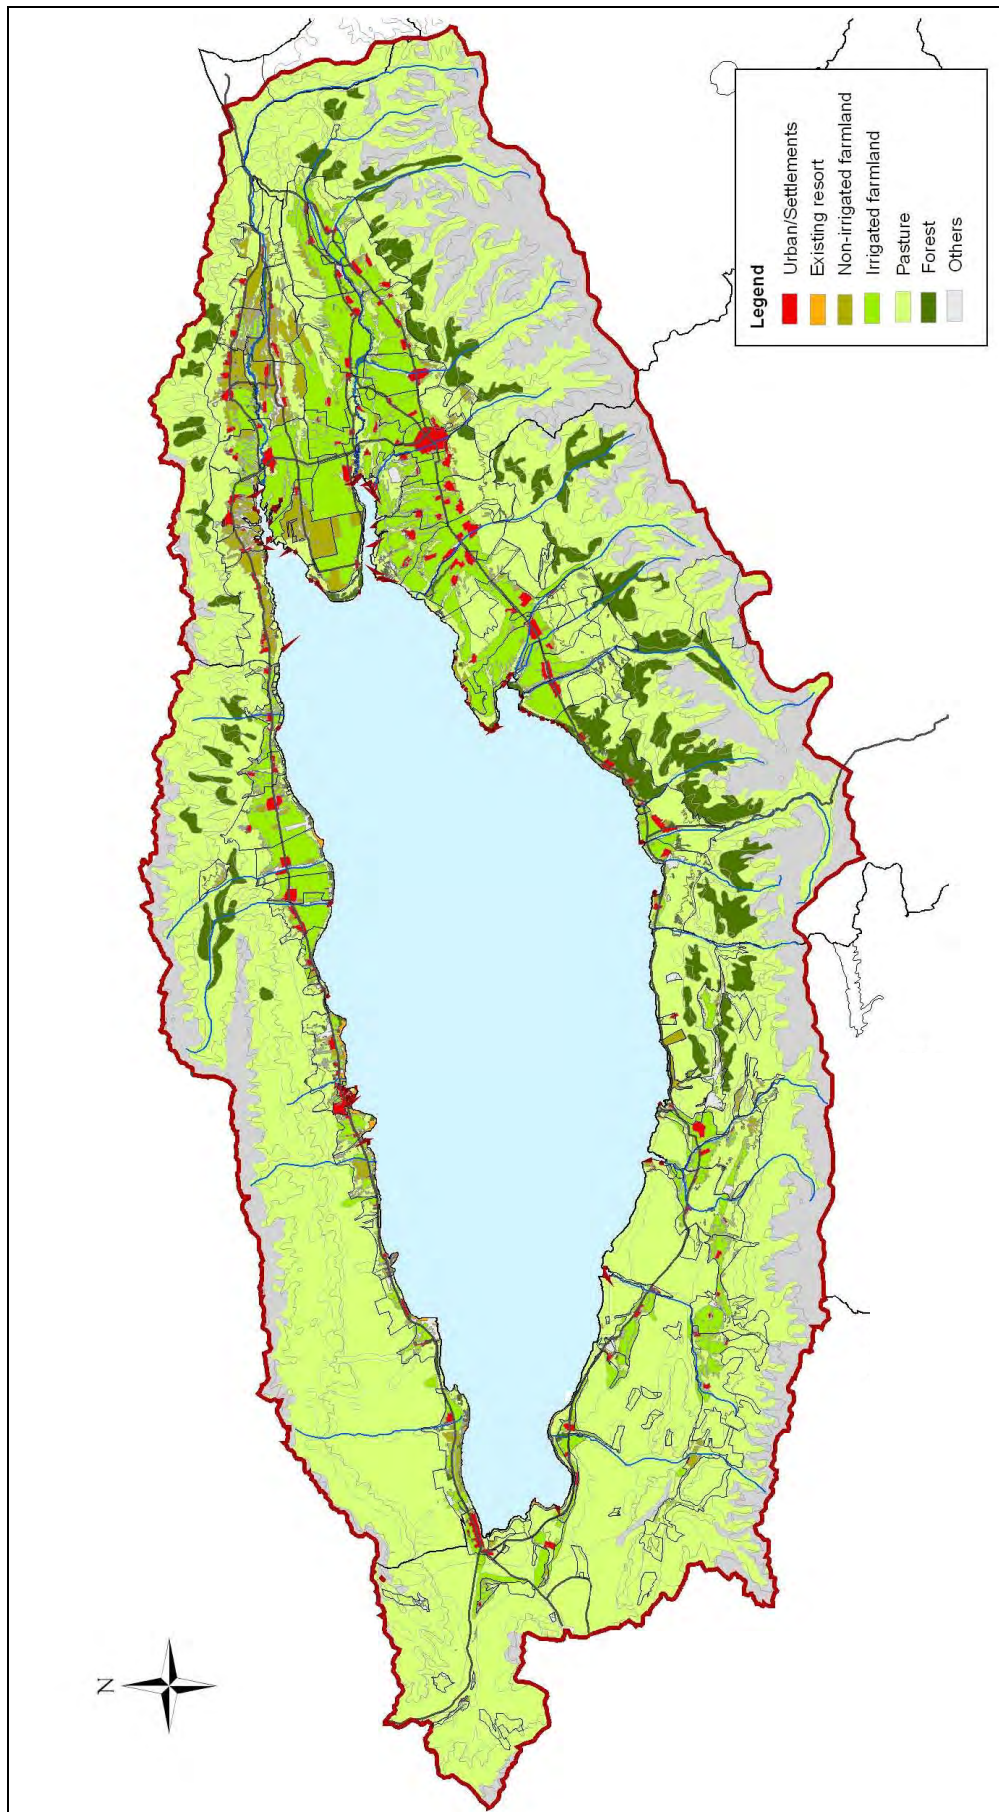 Legend
Urban/Settlements
Existing resort
Non-irrigated farmland
Irrigated farmland
Pasture
Forest
Others
N